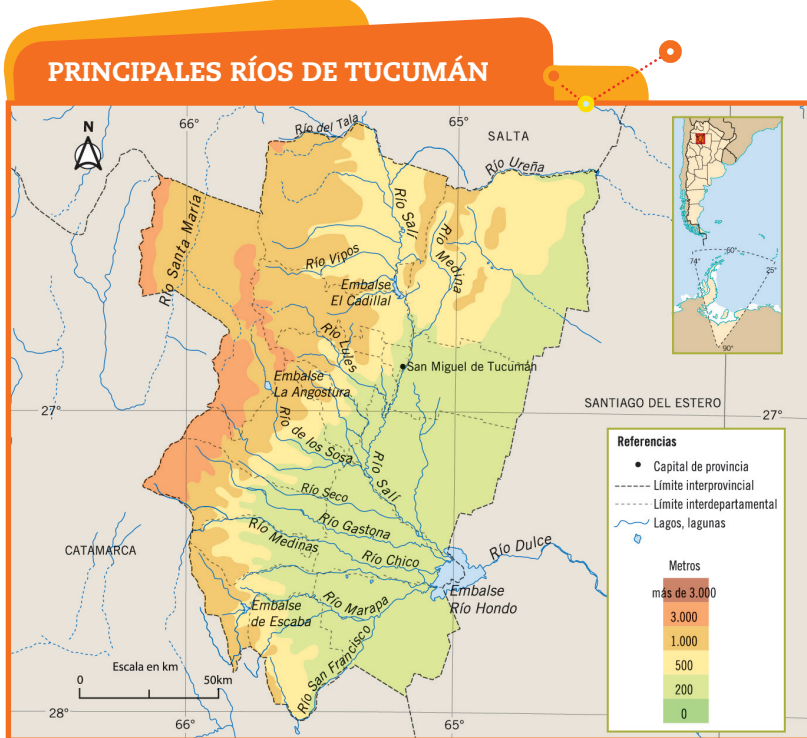 PRINCIPALES RÍOS DE TUCUMÁN
66°
65°
N
Río del Tala
SALTA
Río Ureña
Río Salí
Río Medina
Río Santa María
Río Vipos
Embalse
El Cadillal
Río Lules
San Miguel de Tucumán
Embalse
La Angostura
27°
27°
SANTIAGO DEL ESTERO
Río de los Sosa
Río Salí
Río Seco
Río Gastona
Río Medinas
Río Chico
CATAMARCA
Río Dulce
Embalse
Río Hondo
Río Marapa
Embalse
de Escaba
Río San Francisco
Escala en km
0
50km
28°
66°
65°
74°
60°
25°
90°
Referencias
Capital de provincia
Límite interprovincial
Límite interdepartamental
Lagos, lagunas
Metros
más de 3.000
3.000
1.000
500
200
0